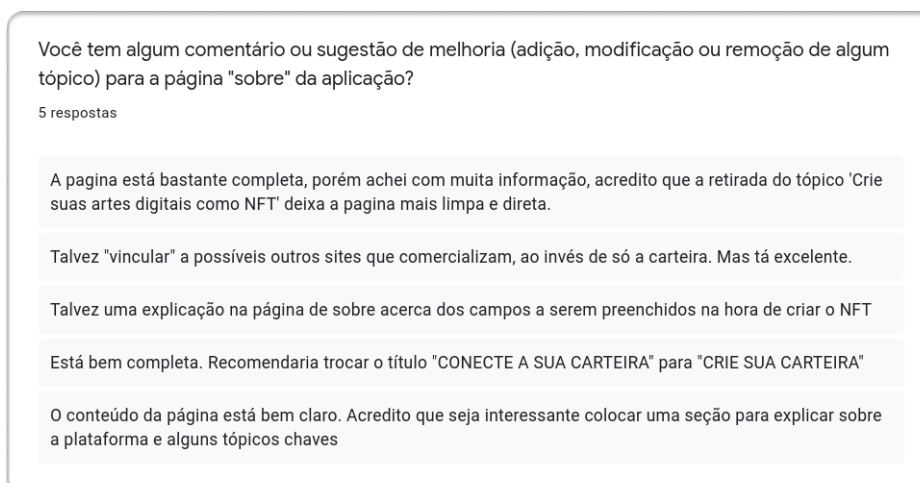 Você tem algum comentário ou sugestão de melhoria (adição, modificação ou remoção de algum
tópico) para a página "sobre" da aplicação?
5 respostas
A pagina está bastante completa, porém achei com muita informação, acredito que a retirada do tópico 'Crie
suas artes digitais como NFT' deixa a pagina mais limpa e direta.
Talvez "vincular" a possíveis outros sites que comercializam, ao invés de só a carteira. Mas tá excelente.
Talvez uma explicação na página de sobre acerca dos campos a serem preenchidos na hora de criar o NFT
Está bem completa. Recomendaria trocar o título "CONECTE A SUA CARTEIRA" para "CRIE SUA CARTEIRA"
O conteúdo da página está bem claro. Acredito que seja interessante colocar uma seção para explicar sobre
a plataforma e alguns tópicos chaves